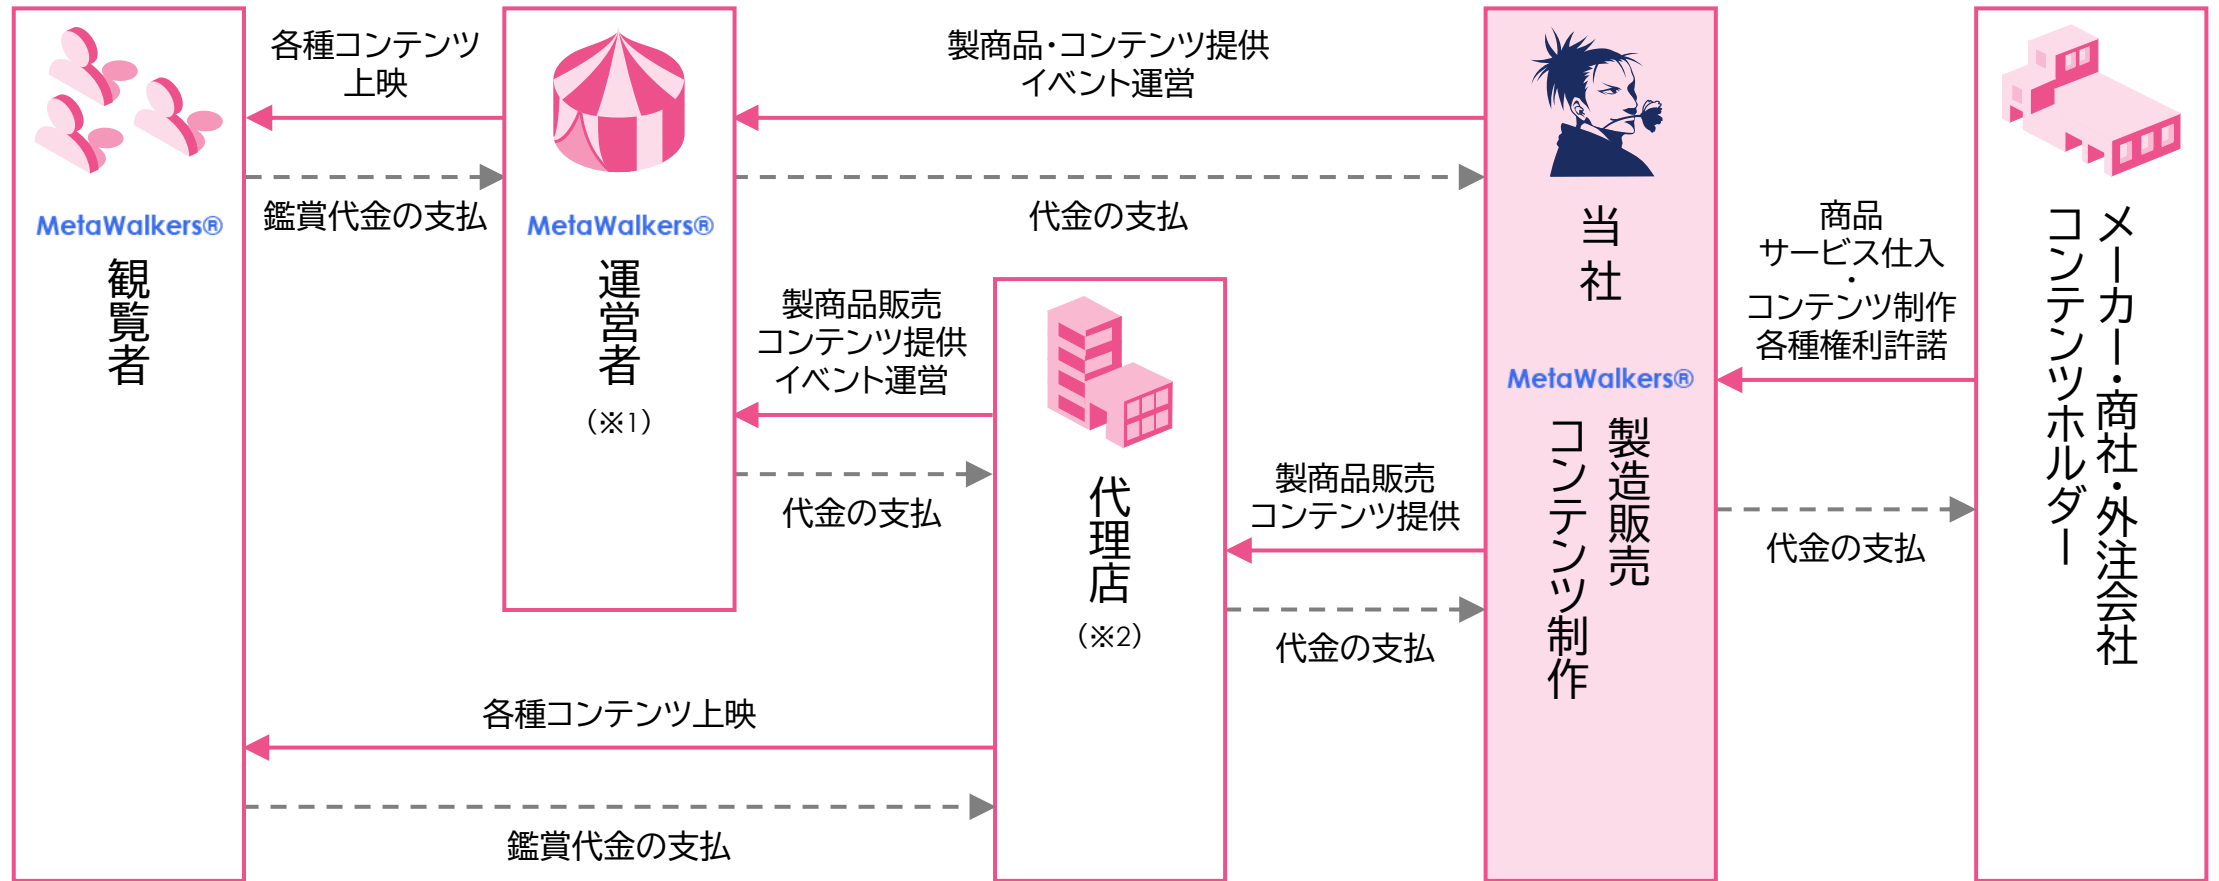 各種コンテンツ
上映
鑑賞代金の支払
MetaWalkers®
観覧者
MetaWalkers®
運営者
(※1)
製商品・コンテンツ提供
イベント運営
代金の支払
製商品販売
コンテンツ提供
イベント運営
代金の支払
代理店
(※2)
製商品販売
コンテンツ提供
代金の支払
各種コンテンツ上映
鑑賞代金の支払
当社
MetaWalkers®
製造販売
コンテンツ制作
商品
サービス仕入
・
コンテンツ制作
各種権利許諾
代金の支払
メーカー・商社・外注会社
コンテンツホルダー